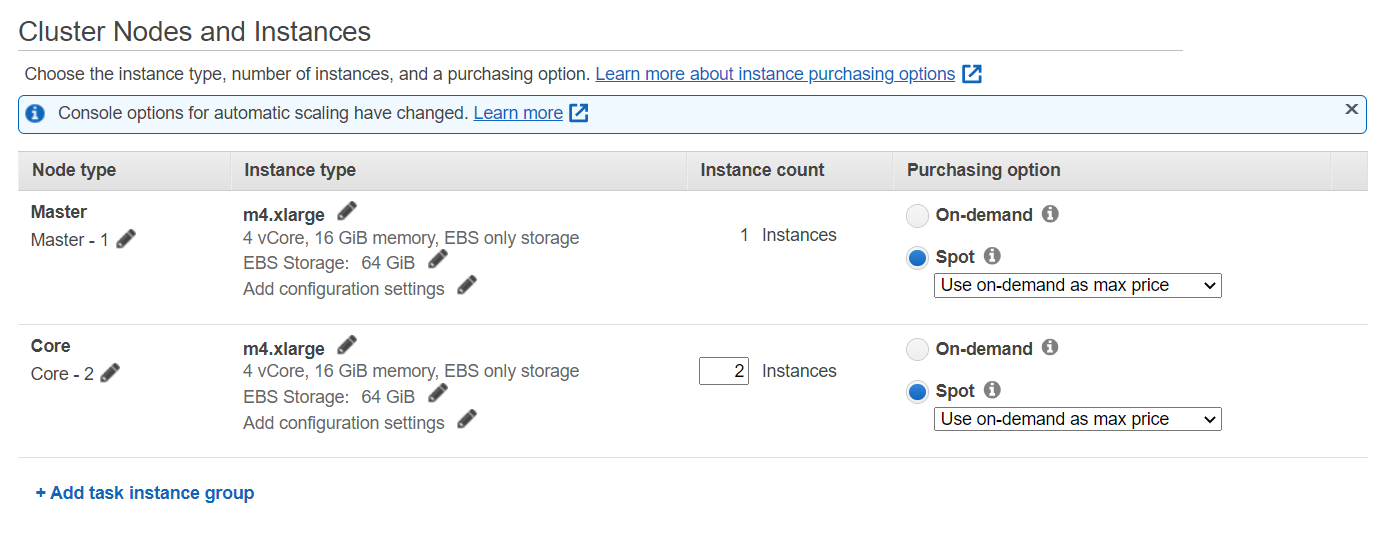 Cluster Nodes and Instances
Choose the instance type, number of instances, and a purchasing option. Learn more about instance purchasing options
Console options for automatic scaling have changed. Learn more
Node type Instance type Instance count Purchasing option
Master
Master - 1
m4.xlarge
4 vCore, 16 GiB memory, EBS only storage
EBS Storage: 64 GiB
Add configuration settings
1 Instances
On-demand
Spot
Use on-demand as max price
Core
Core - 2
m4.xlarge
4 vCore, 16 GiB memory, EBS only storage
EBS Storage: 64 GiB
Add configuration settings
2 Instances
On-demand
Spot
Use on-demand as max price
+ Add task instance group